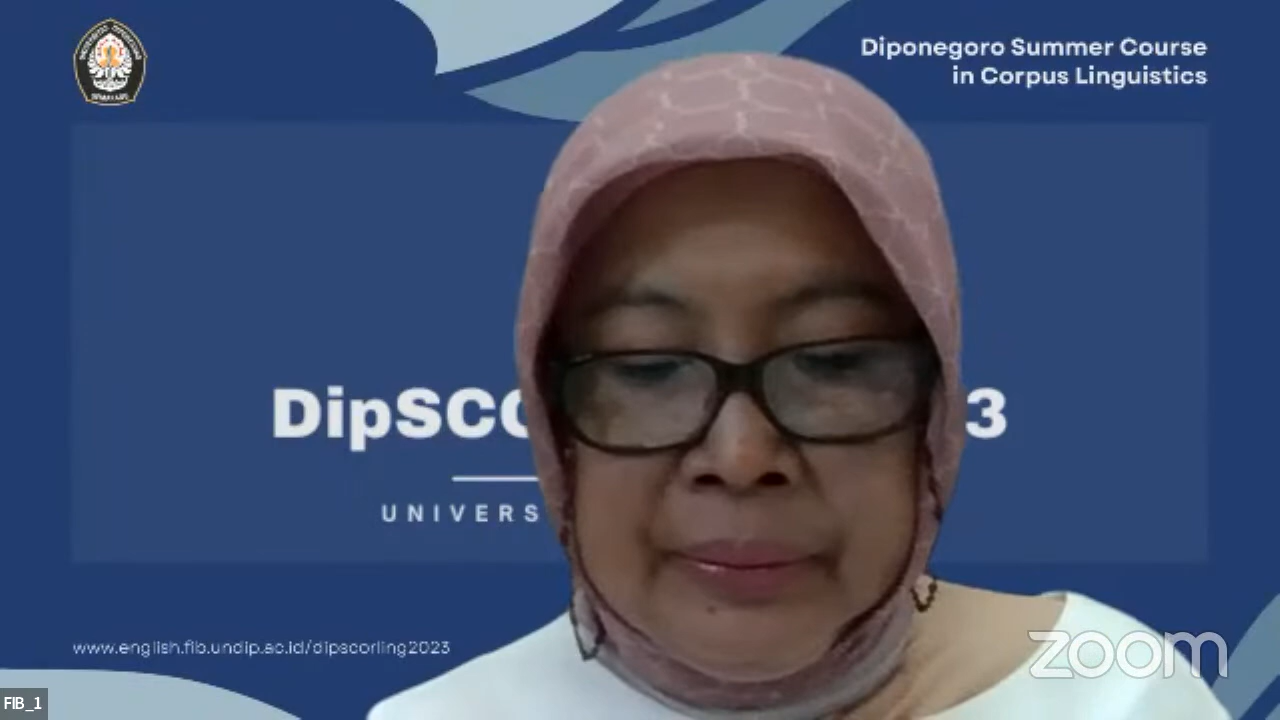 Diponegoro Summer Course
in Corpus Linguistics
DipSCO 3
UNIVERS
www.english.fib.undip.ac.id/dipscorling2023
zoom
FIB_1